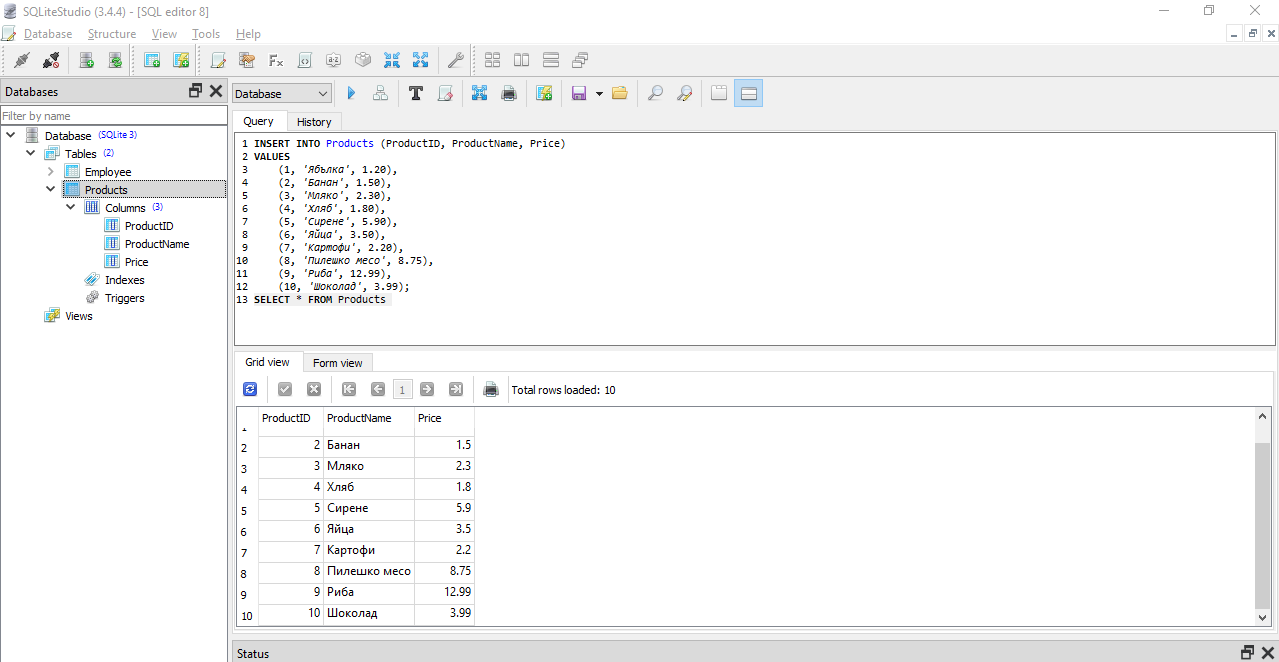 SQLiteStudio (3.4.4) - [SQL editor 8]
Database Structure View Tools Help
Databases
Filter by name
Database (SQLite 3)
Tables (2)
Employee
Products
Columns (3)
ProductID
ProductName
Price
Indexes
Triggers
Views
Database
Query History
1 INSERT INTO Products (ProductID, ProductName, Price)
2 VALUES
3 (1, 'Ябълка', 1.20),
4 (2, 'Банан', 1.50),
5 (3, 'Мляко', 2.30),
6 (4, 'Хляб', 1.80),
7 (5, 'Сирене', 5.90),
8 (6, 'Яйца', 3.50),
9 (7, 'Картофи', 2.20),
10 (8, 'Пилешко месо', 8.75),
11 (9, 'Риба', 12.99),
12 (10, 'Шоколад', 3.99);
13 SELECT * FROM Products
Grid view Form view
1 Total rows loaded: 10
ProductID ProductName Price
2 2 Банан 1.5
3 3 Мляко 2.3
4 4 Хляб 1.8
5 5 Сирене 5.9
6 6 Яйца 3.5
7 7 Картофи 2.2
8 8 Пилешко месо 8.75
9 9 Риба 12.99
10 10 Шоколад 3.99
Status